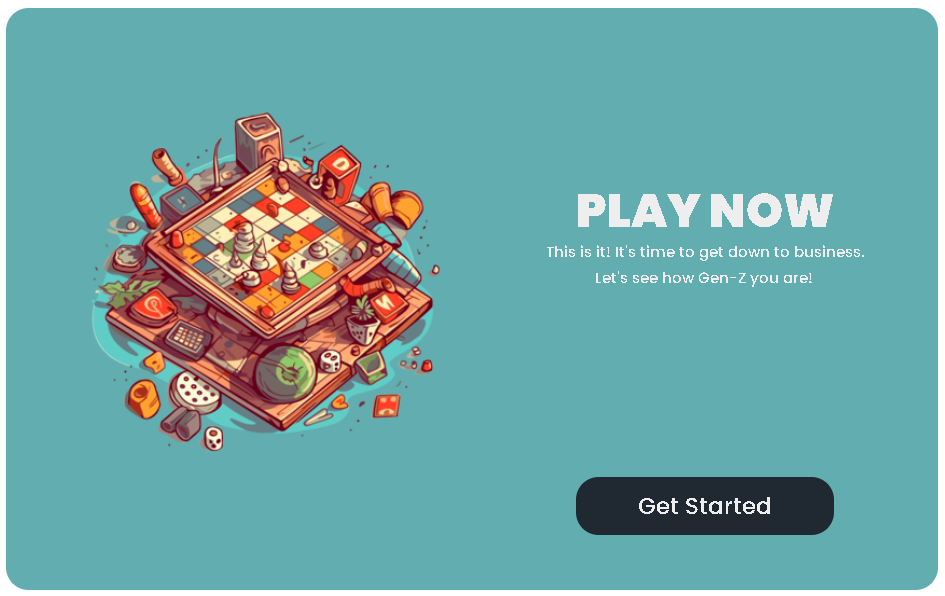 D
PLAY NOW
This is it! It's time to get down to business.
Let's see how Gen-Z you are!
M
Get Started